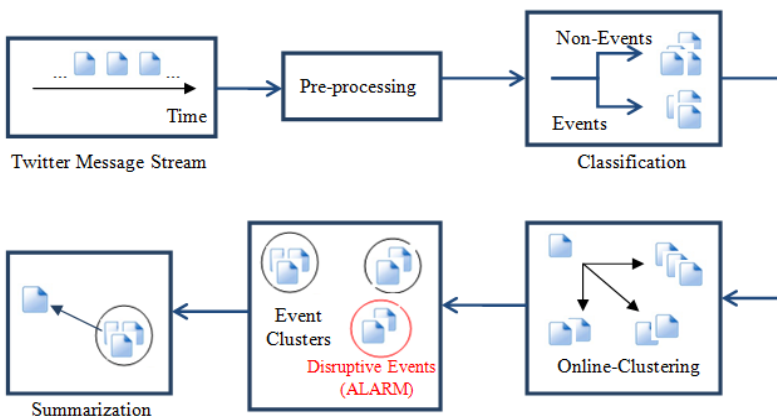 ... ...
Time
Twitter Message Stream
Pre-processing
Non-Events
Events
Classification
Summarization
Event
Clusters
Disruptive Events
(ALARM)
Online-Clustering